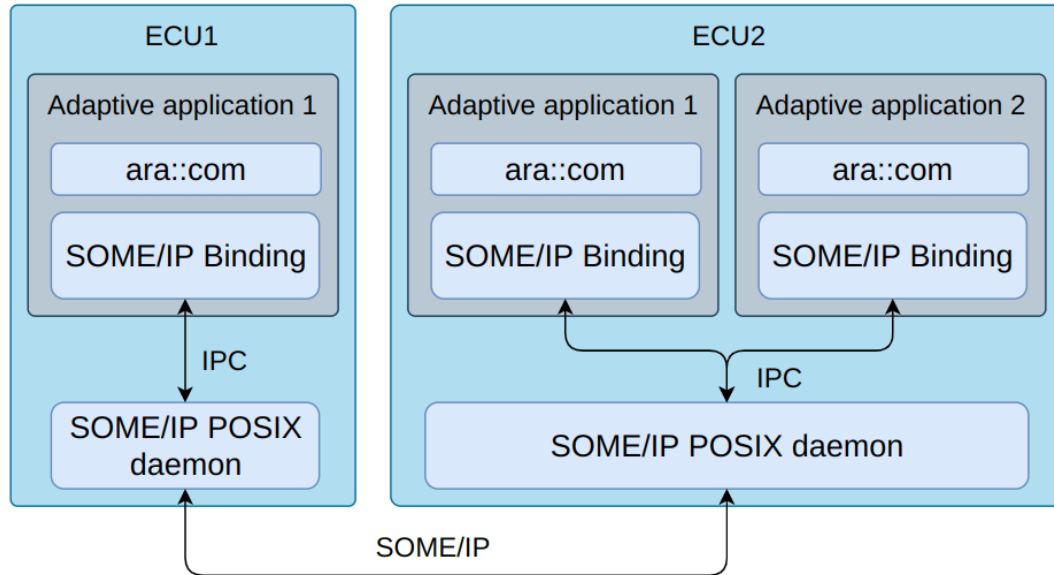 ECU1
Adaptive application 1
ara::com
SOME/IP Binding
IPC
SOME/IP POSIX
daemon
ECU2
Adaptive application 1
ara::com
SOME/IP Binding
Adaptive application 2
ara::com
SOME/IP Binding
IPC
SOME/IP POSIX daemon
SOME/IP